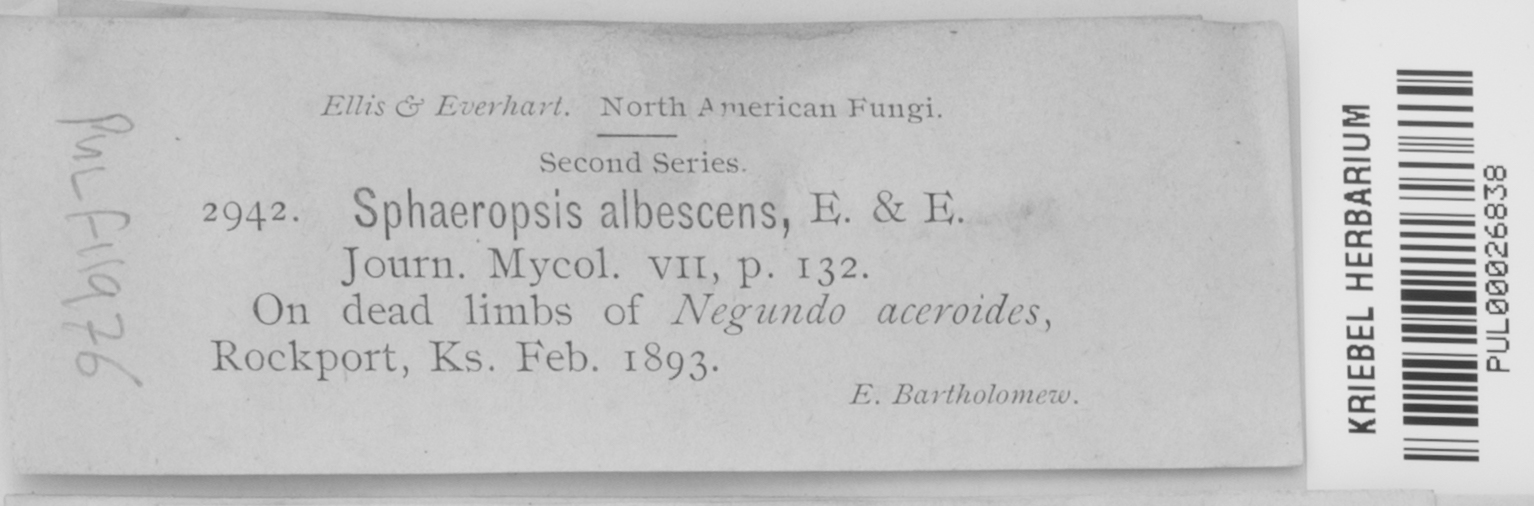 Ellis & Everhart. North American Fungi.
Second Series.
2942. Sphaeropsis albescens, E. & E.
Journ. Mycol. VII, p. 132.
On dead limbs of Negundo aceroides,
Rockport, Ks. Feb. 1893.
E. Bartholomew.
PUL F11976
KRIEBEL HERBARIUM
PUL00026838